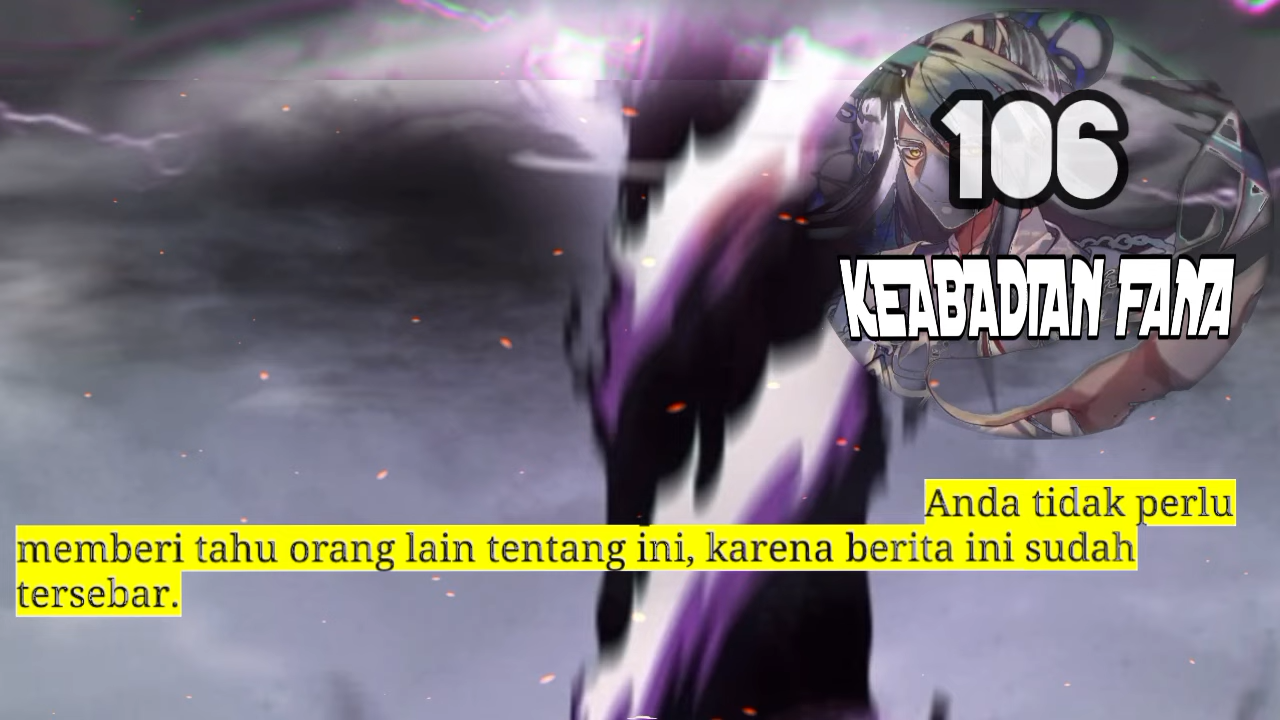 106
KEABADIAN FANA
Anda tidak perlu
memberi tahu orang lain tentang ini, karena berita ini sudah
tersebar.